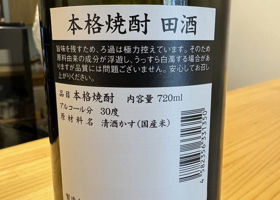 本格焼酎 田酒
旨味を残すため、ろ過は極力控えています。そのため
原料由来の成分が浮遊し、うっすら白濁する場合があ
りますが品質には問題ございません。安心してお召し
上がりください。
品目 本格焼酎 内容量 720ml
アルコール分 30度
原材料名 清酒かす(国産米)